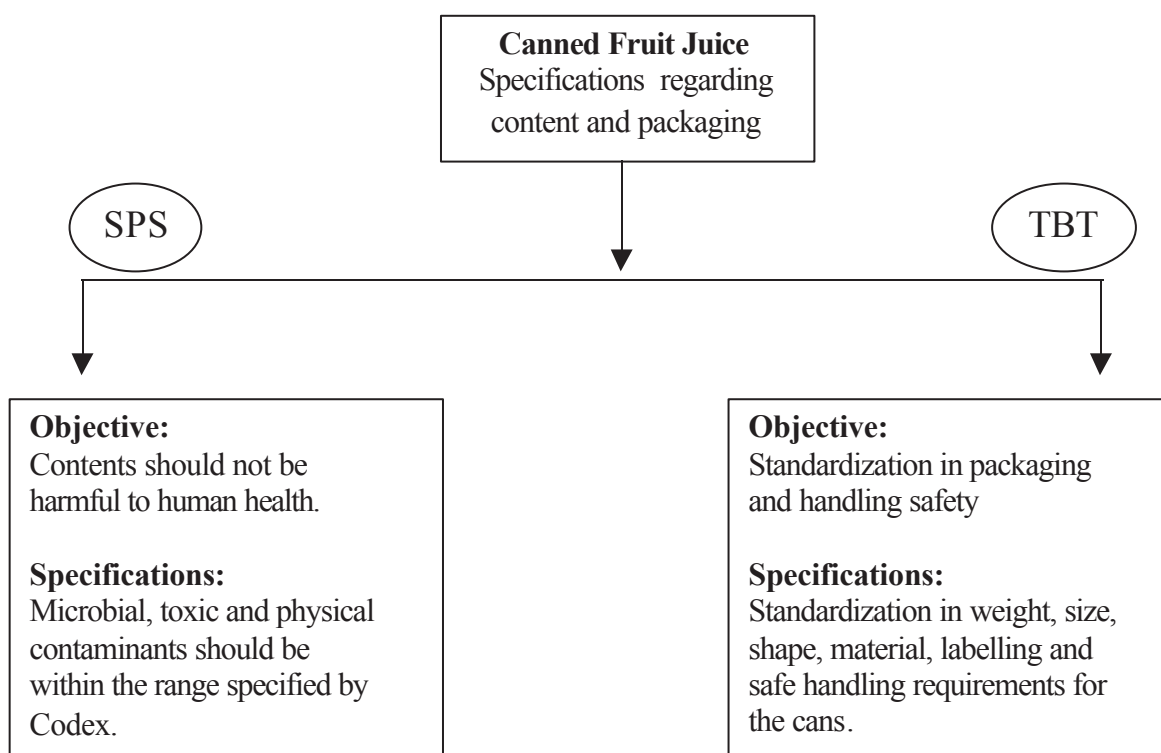 Canned Fruit Juice
Specifications regarding
content and packaging
SPS
TBT
Objective:
Contents should not be
harmful to human health.
Specifications:
Microbial, toxic and physical
contaminants should be
within the range specified by
Codex.
Objective:
Standardization in packaging
and handling safety
Specifications:
Standardization in weight, size,
shape, material, labelling and
safe handling requirements for
the cans.